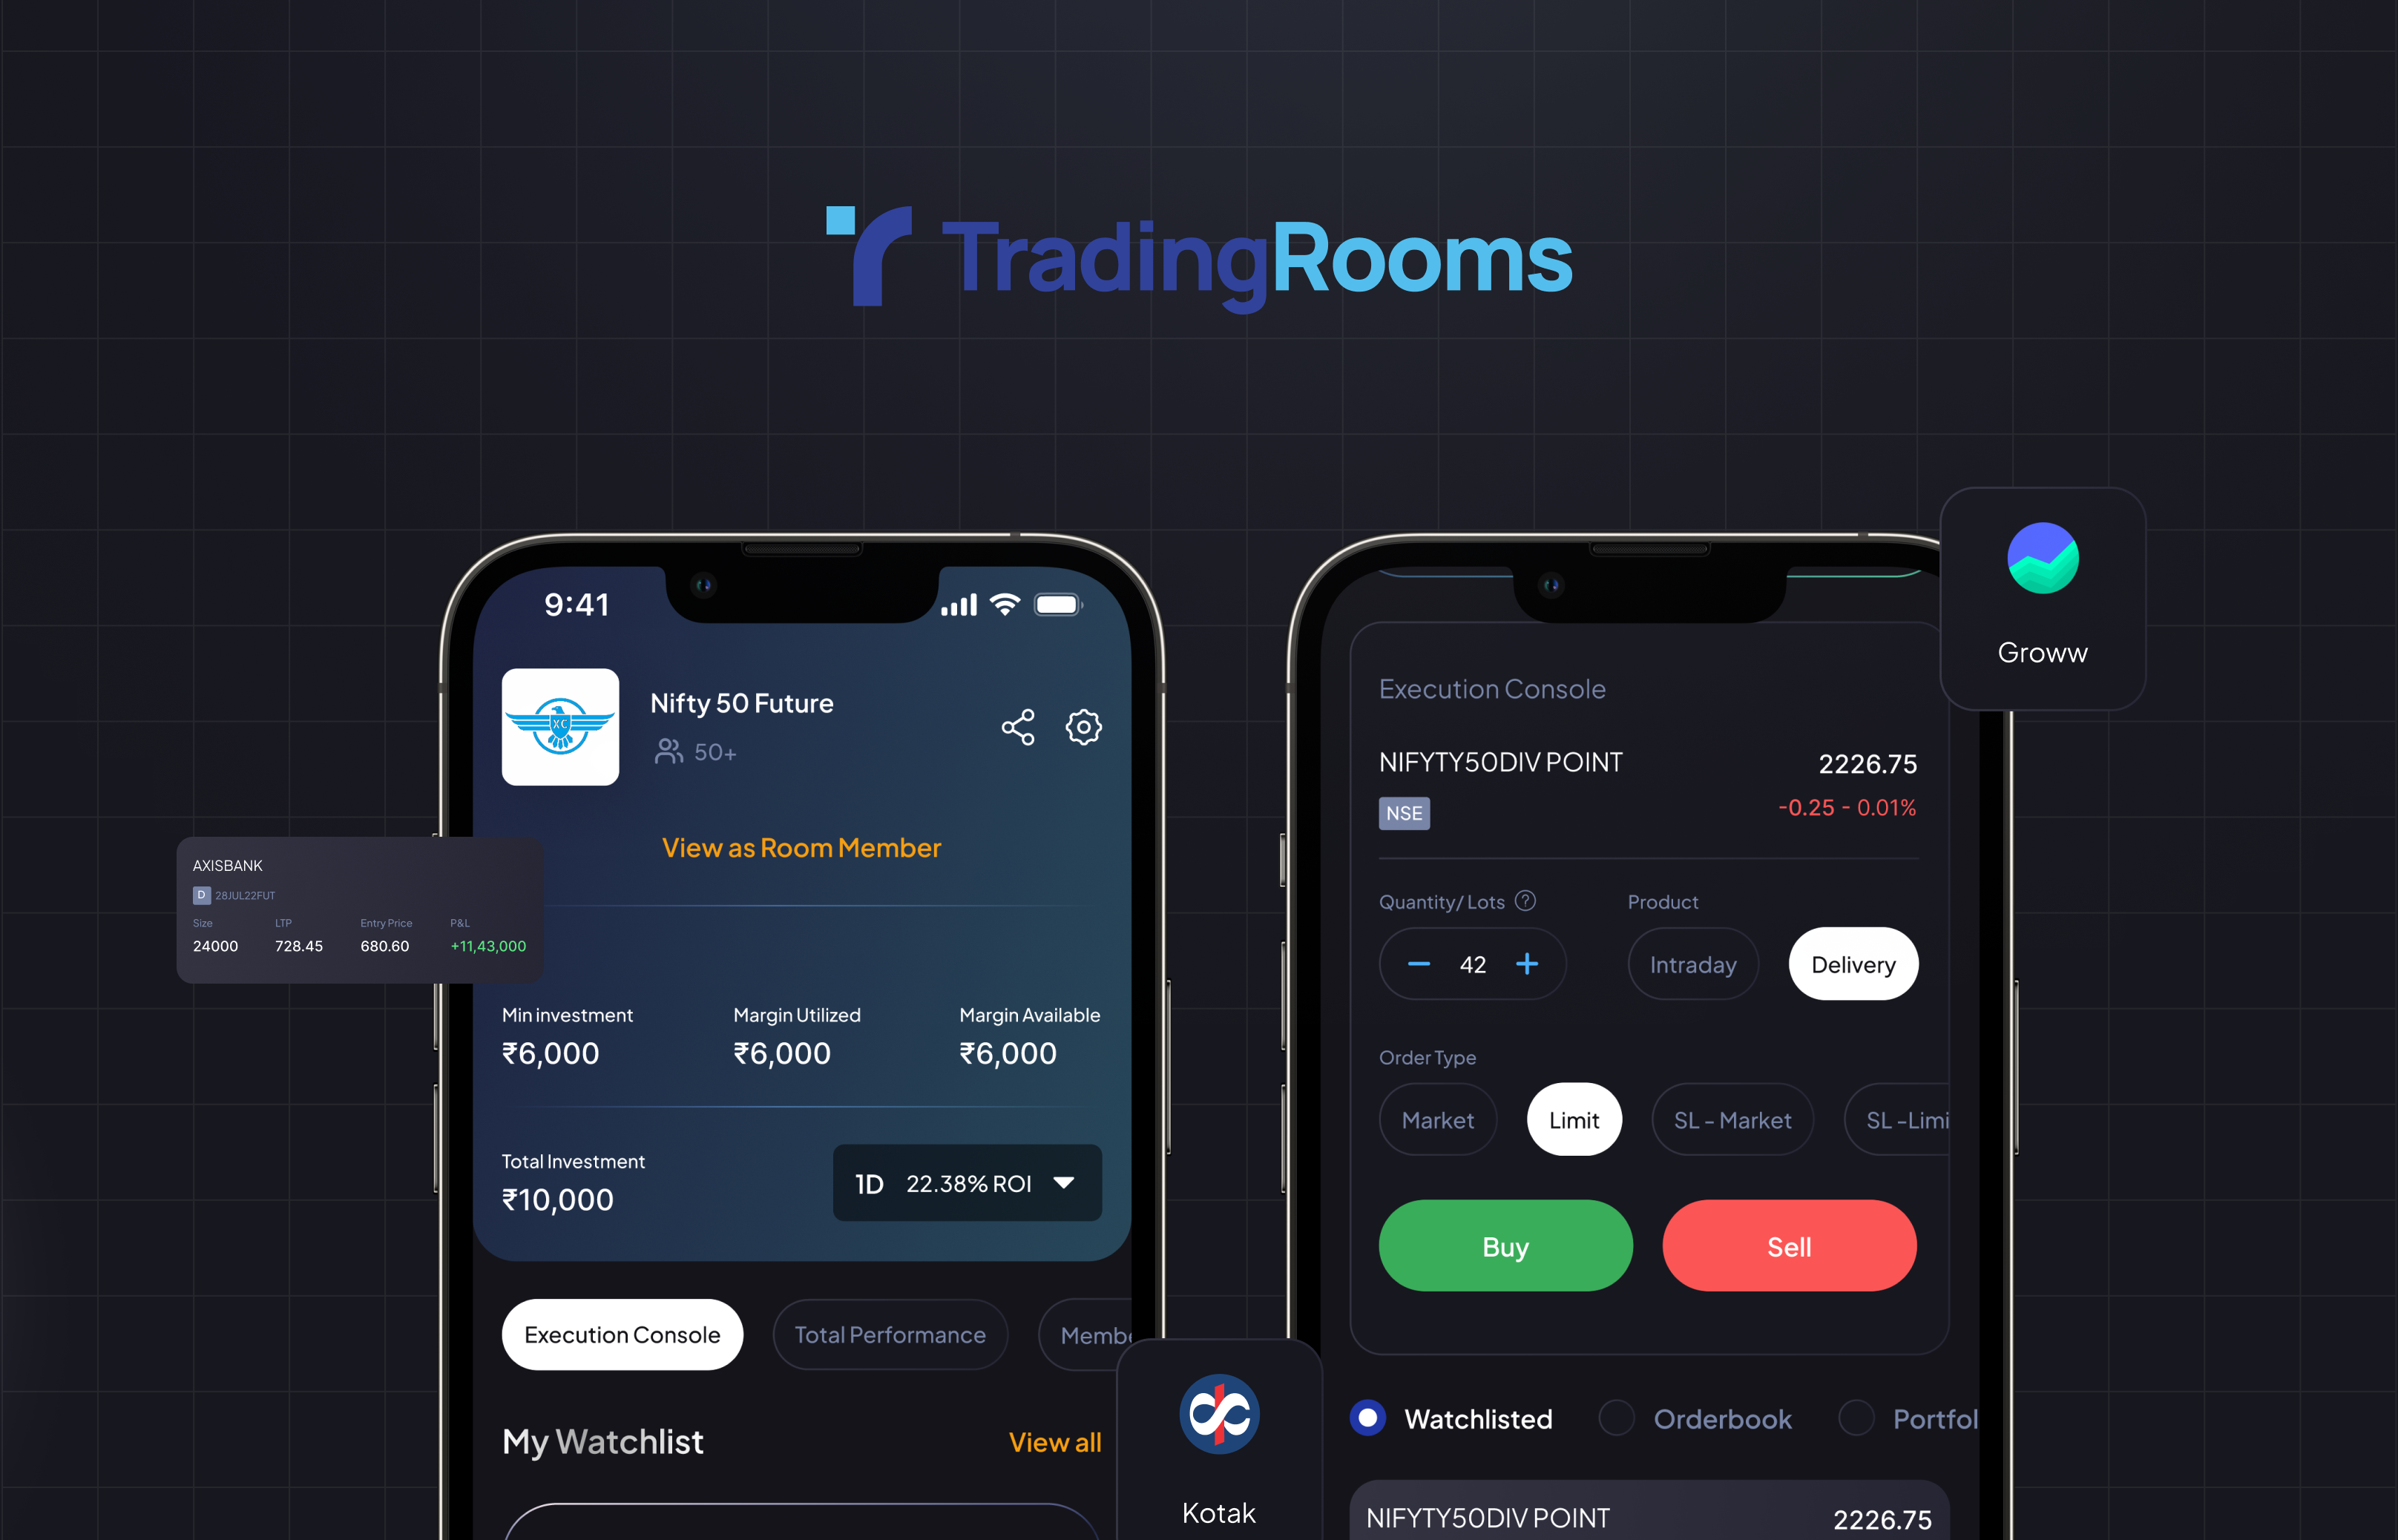 TradingRooms
Groww
9:41
XC
Nifty 50 Future
50+
View as Room Member
AXISBANK
D 28JUL22FUT
Size LTP Entry Price P&L
24000 728.45 680.60 +11,43,000
Min investment Margin Utilized Margin Available
₹6,000 ₹6,000 ₹6,000
Total Investment
₹10,000
1D 22.38% ROI
Execution Console Total Performance Membe
My Watchlist View all
Kotak
Execution Console
NIFYTY50DIV POINT 2226.75
NSE -0.25 - 0.01%
Quantity/ Lots ? Product
42 Intraday Delivery
Order Type
Market Limit SL - Market SL -Limi
Buy Sell
Watchlisted Orderbook Portfol
NIFYTY50DIV POINT 2226.75